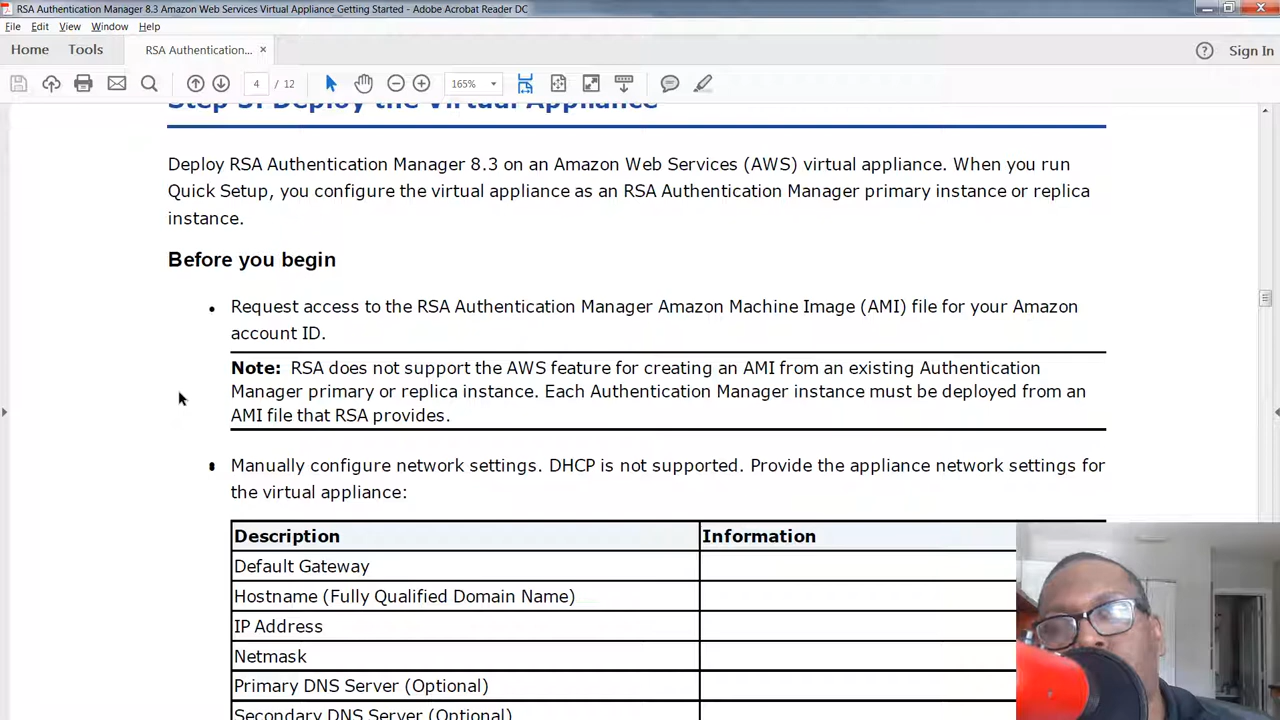 RSA Authentication Manager 8.3 Amazon Web Services Virtual Appliance Getting Started - Adobe Acrobat Reader DC
File Edit View Window Help
Home Tools RSA Authentication... × Sign In
4 / 12 165%
Step 3: Deploy the Virtual Appliance
Deploy RSA Authentication Manager 8.3 on an Amazon Web Services (AWS) virtual appliance. When you run
Quick Setup, you configure the virtual appliance as an RSA Authentication Manager primary instance or replica
instance.
Before you begin
• Request access to the RSA Authentication Manager Amazon Machine Image (AMI) file for your Amazon
account ID.
Note: RSA does not support the AWS feature for creating an AMI from an existing Authentication
Manager primary or replica instance. Each Authentication Manager instance must be deployed from an
AMI file that RSA provides.
• Manually configure network settings. DHCP is not supported. Provide the appliance network settings for
the virtual appliance:
Description Information
Default Gateway
Hostname (Fully Qualified Domain Name)
IP Address
Netmask
Primary DNS Server (Optional)
Secondary DNS Server (Optional)